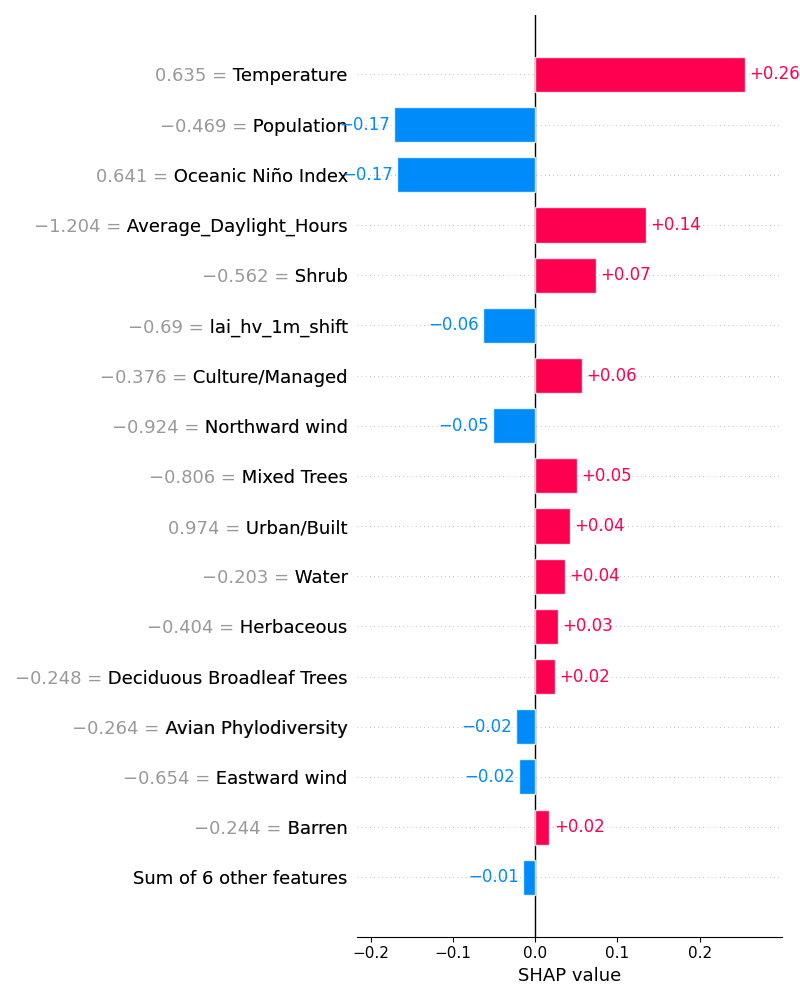 0.635 = Temperature +0.26
−0.469 = Population −0.17
0.641 = Oceanic Niño Index −0.17
−1.204 = Average_Daylight_Hours +0.14
−0.562 = Shrub +0.07
−0.69 = lai_hv_1m_shift −0.06
−0.376 = Culture/Managed +0.06
−0.924 = Northward wind −0.05
−0.806 = Mixed Trees +0.05
0.974 = Urban/Built +0.04
−0.203 = Water +0.04
−0.404 = Herbaceous +0.03
−0.248 = Deciduous Broadleaf Trees +0.02
−0.264 = Avian Phylodiversity −0.02
−0.654 = Eastward wind −0.02
−0.244 = Barren +0.02
Sum of 6 other features −0.01
−0.2 −0.1 0.0 0.1 0.2
SHAP value